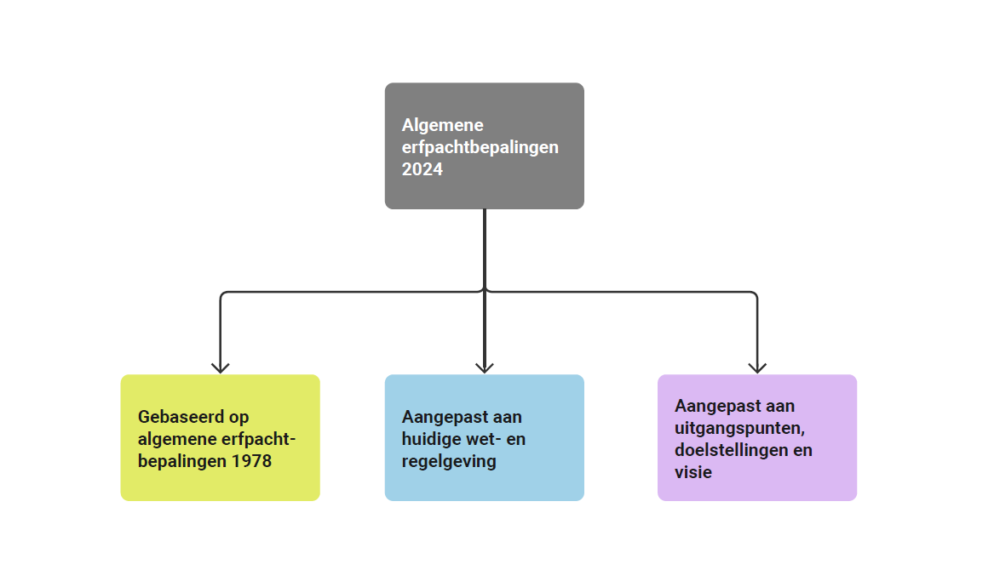 Algemene
erfpachtbepalingen
2024
Gebaseerd op
algemene erfpacht-
bepalingen 1978
Aangepast aan
huidige wet- en
regelgeving
Aangepast aan
uitgangspunten,
doelstellingen en
visie